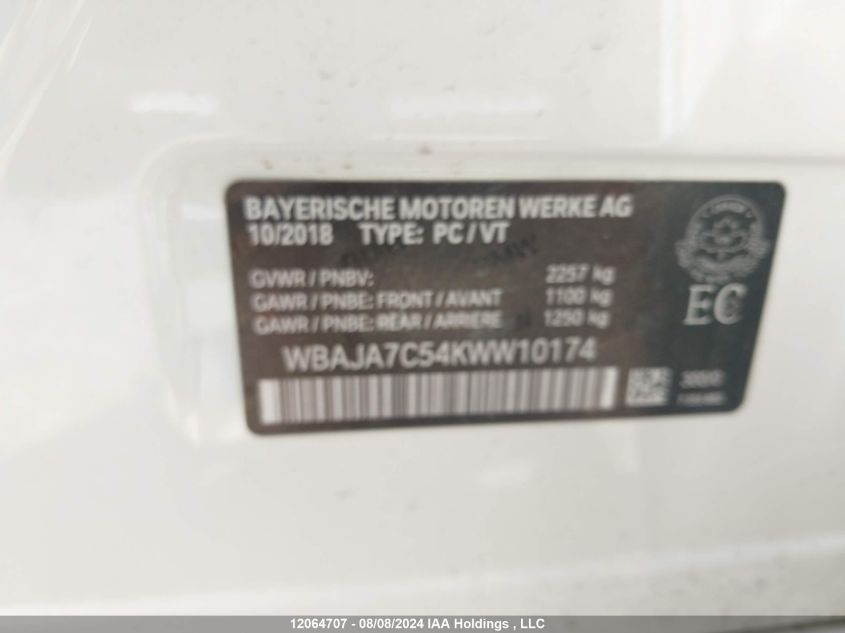 BAYERISCHE MOTOREN WERKE AG
10/2018 TYPE: PC / VT
GVWR / PNBV: 2257 kg
GAWR / PNBE: FRONT / AVANT 1100 kg
GAWR / PNBE: REAR / ARRIERE 1250 kg
WBAJA7C54KWW10174
EC
12064707 - 08/08/2024 IAA Holdings , LLC